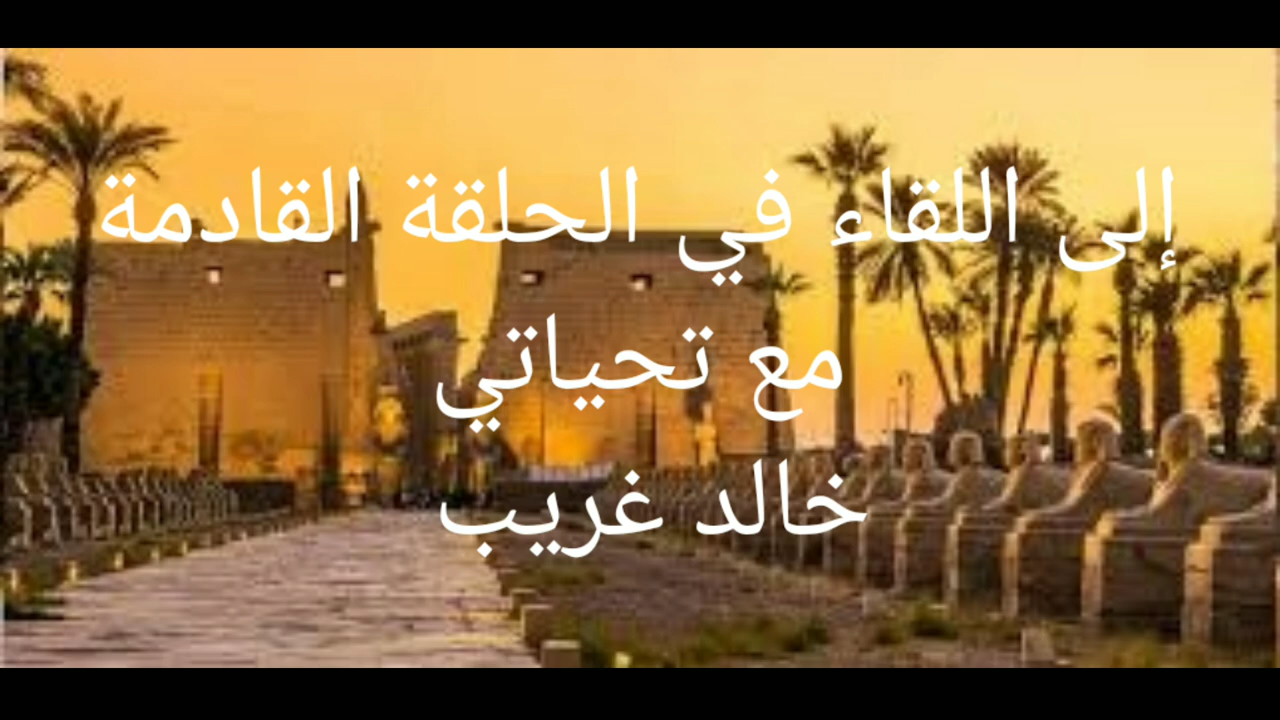 إلى اللقاء في الحلقة القادمة
مع تحياتي
خالد غريب